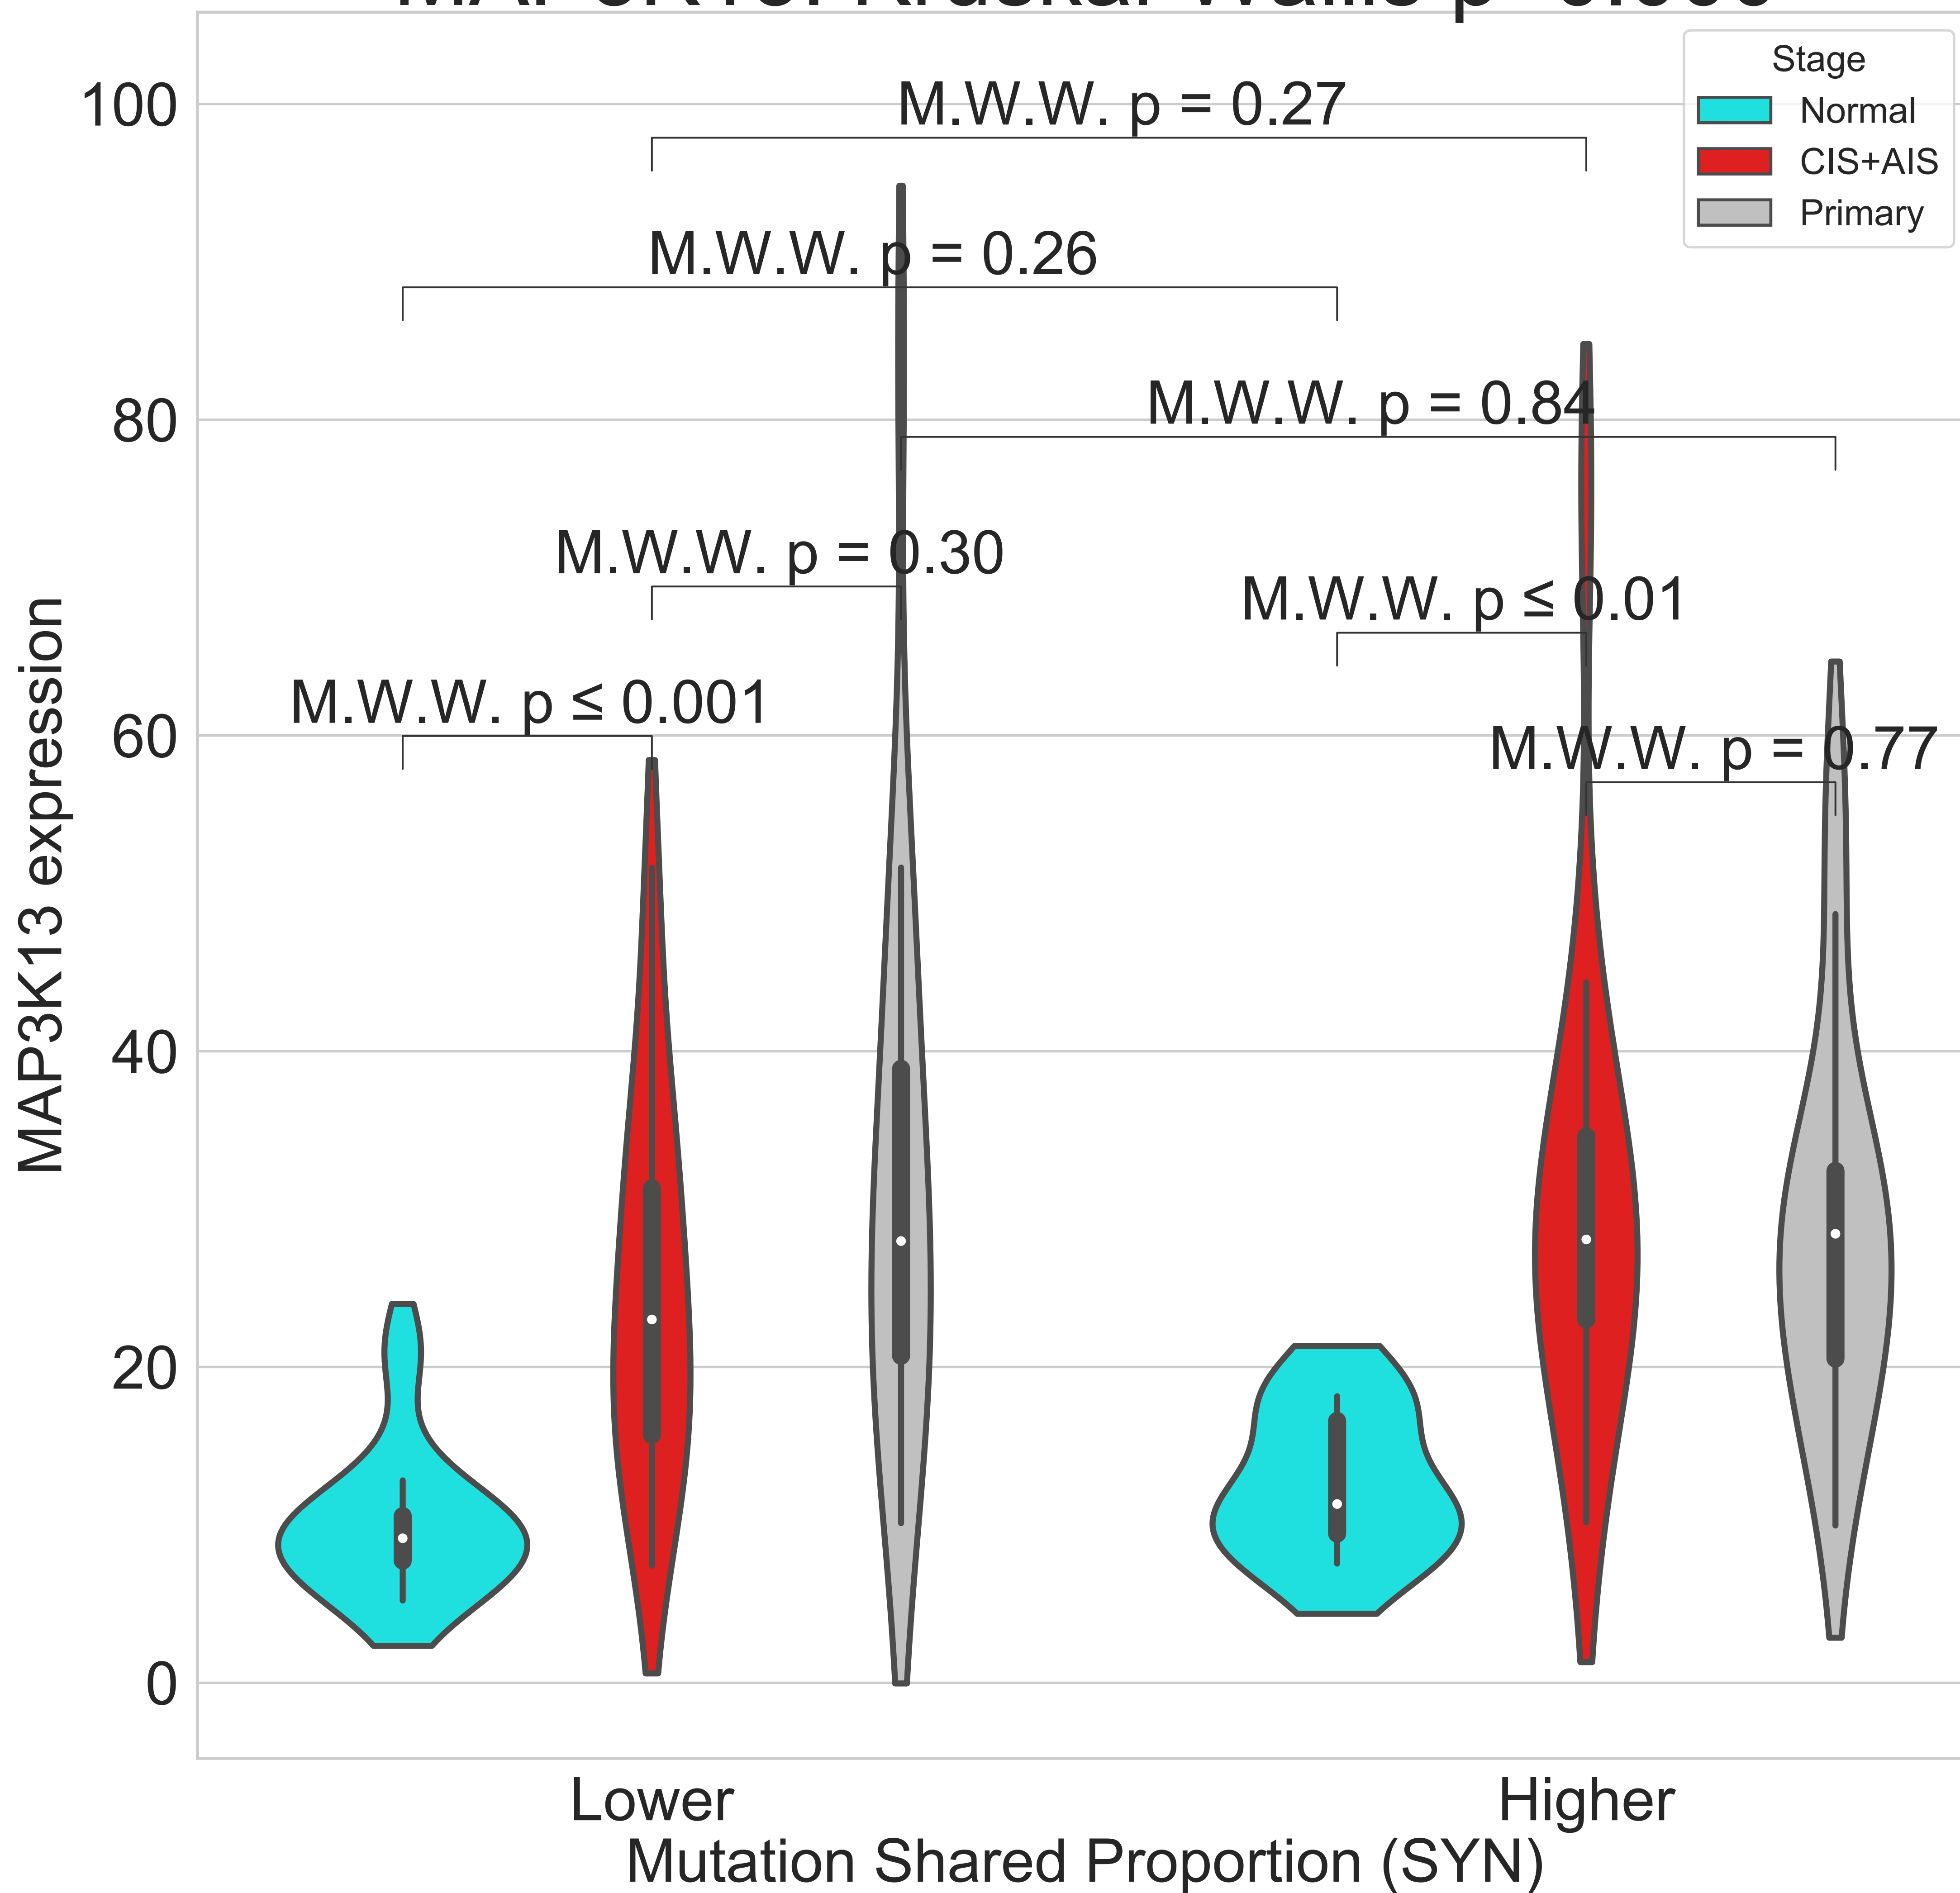 Stage
Normal
CIS+AIS
Primary
M.W.W. p = 0.27
M.W.W. p = 0.26
M.W.W. p = 0.84
M.W.W. p = 0.30
M.W.W. p ≤ 0.01
M.W.W. p ≤ 0.001
M.W.W. p = 0.77
MAP3K13 expression
100
80
60
40
20
0
Lower
Higher
Mutation Shared Proportion (SYN)